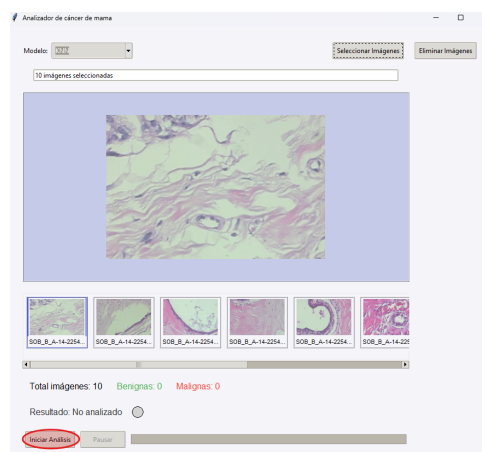 Analizador de cáncer de mama
Modelo: KNN Seleccionar Imágenes Eliminar Imágenes
10 imágenes seleccionadas
SOB_B_A-14-2254... SOB_B_A-14-2254... SOB_B_A-14-2254... SOB_B_A-14-2254... SOB_B_A-14-2254... SOB_B_A-14-225
Total imágenes: 10 Benignas: 0 Malignas: 0
Resultado: No analizado
Iniciar Análisis Pausar